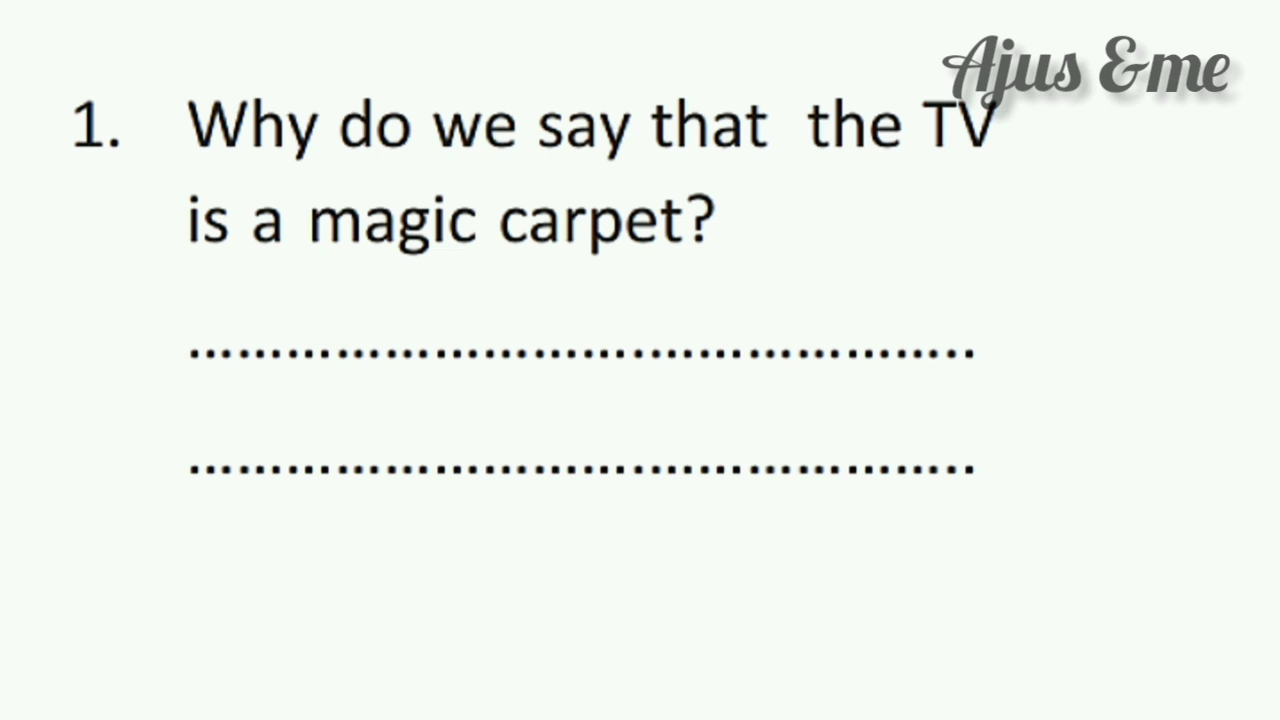 Ajus &me
1. Why do we say that the TV
is a magic carpet?
………………………………………….
………………………………………….